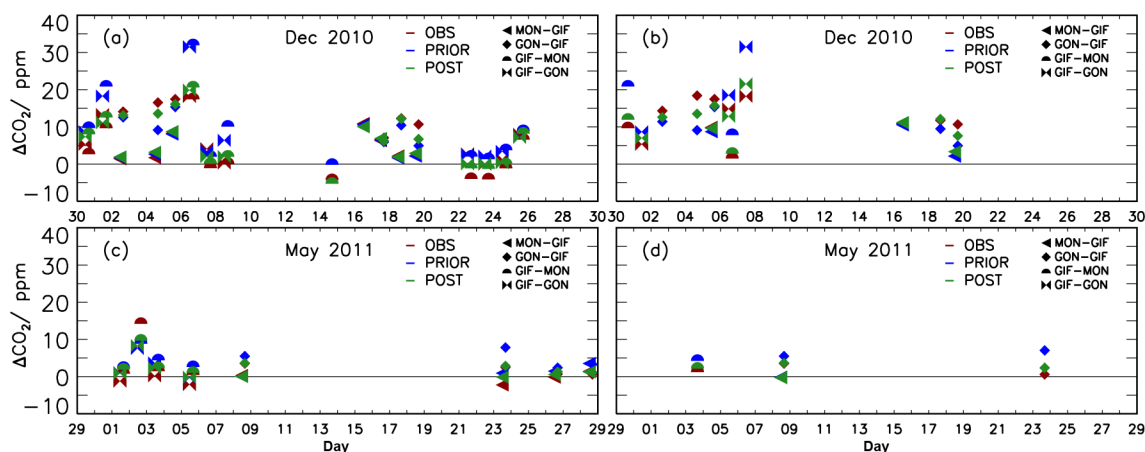 (a) Dec 2010
OBS
PRIOR
POST
MON-GIF
GON-GIF
GIF-MON
GIF-GON
ΔCO2/ ppm
40
30
20
10
0
-10
30 02 04 06 08 10 12 14 16 18 20 22 24 26 28 30
(b) Dec 2010
OBS
PRIOR
POST
MON-GIF
GON-GIF
GIF-MON
GIF-GON
30 02 04 06 08 10 12 14 16 18 20 22 24 26 28 30
(c) May 2011
OBS
PRIOR
POST
MON-GIF
GON-GIF
GIF-MON
GIF-GON
ΔCO2/ ppm
40
30
20
10
0
-10
29 01 03 05 07 09 11 13 15 17 19 21 23 25 27 29
Day
(d) May 2011
OBS
PRIOR
POST
MON-GIF
GON-GIF
GIF-MON
GIF-GON
29 01 03 05 07 09 11 13 15 17 19 21 23 25 27 29
Day